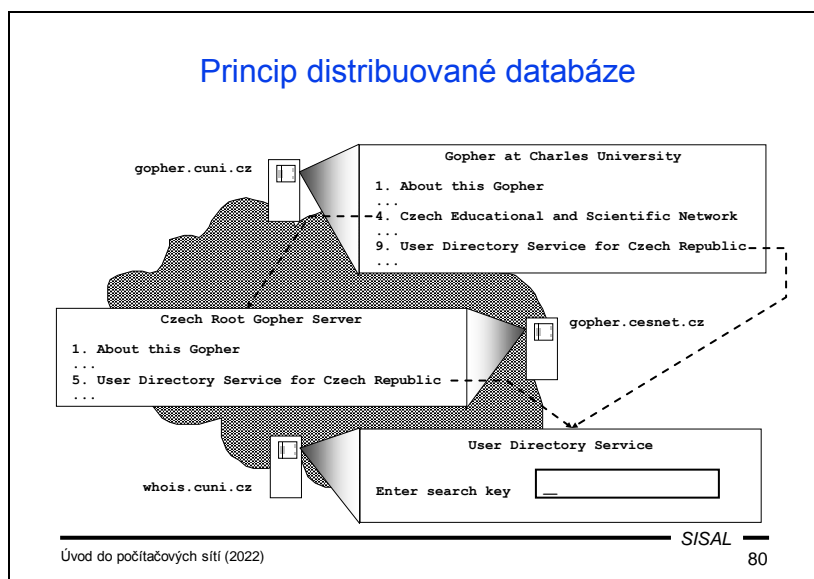 Princip distribuované databáze
gopher.cuni.cz
Gopher at Charles University
1. About this Gopher
...
4. Czech Educational and Scientific Network
...
9. User Directory Service for Czech Republic
...
Czech Root Gopher Server
1. About this Gopher
...
5. User Directory Service for Czech Republic
...
gopher.cesnet.cz
whois.cuni.cz
User Directory Service
Enter search key __
SISAL
Úvod do počítačových sítí (2022)
80